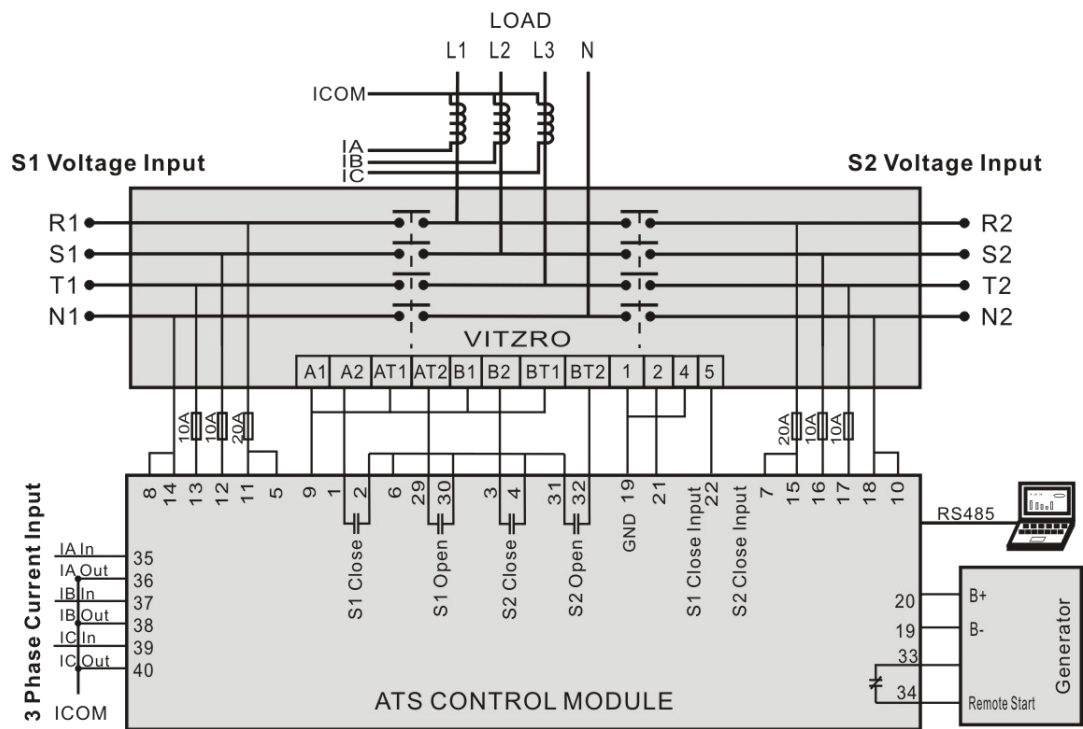 LOAD
L1 L2 L3 N
ICOM
IA
IB
IC
S1 Voltage Input
S2 Voltage Input
R1
S1
T1
N1
R2
S2
T2
N2
VITZRO
A1 A2 AT1 AT2 B1 B2 BT1 BT2 1 2 4 5
10A 10A 20A
20A 10A 10A
8 14 13 12 11 5 9 1 2 6 29 30 3 4 31 32 19 21 22 7 15 16 17 18 10
S1 Close
S1 Open
S2 Close
S2 Open
GND
S1 Close Input
S2 Close Input
RS485
3 Phase Current Input
IA In 35
IA Out 36
IB In 37
IB Out 38
IC In 39
IC Out 40
ICOM
20 B+
19 B-
33
34 Remote Start
Generator
ATS CONTROL MODULE